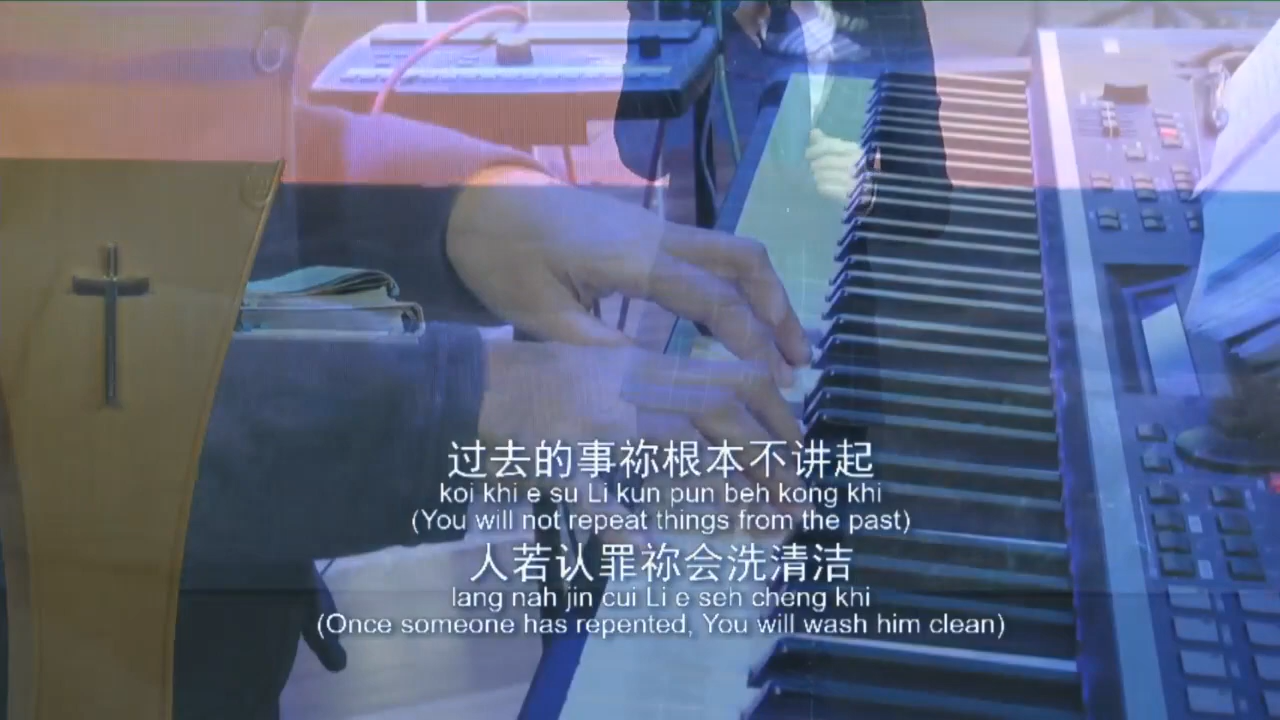 过去的事祢根本不讲起
koi khi e su Li kun pun beh kong khi
(You will not repeat things from the past)
人若认罪祢会洗清洁
lang nah jin cui Li e seh cheng khi
(Once someone has repented, You will wash him clean)